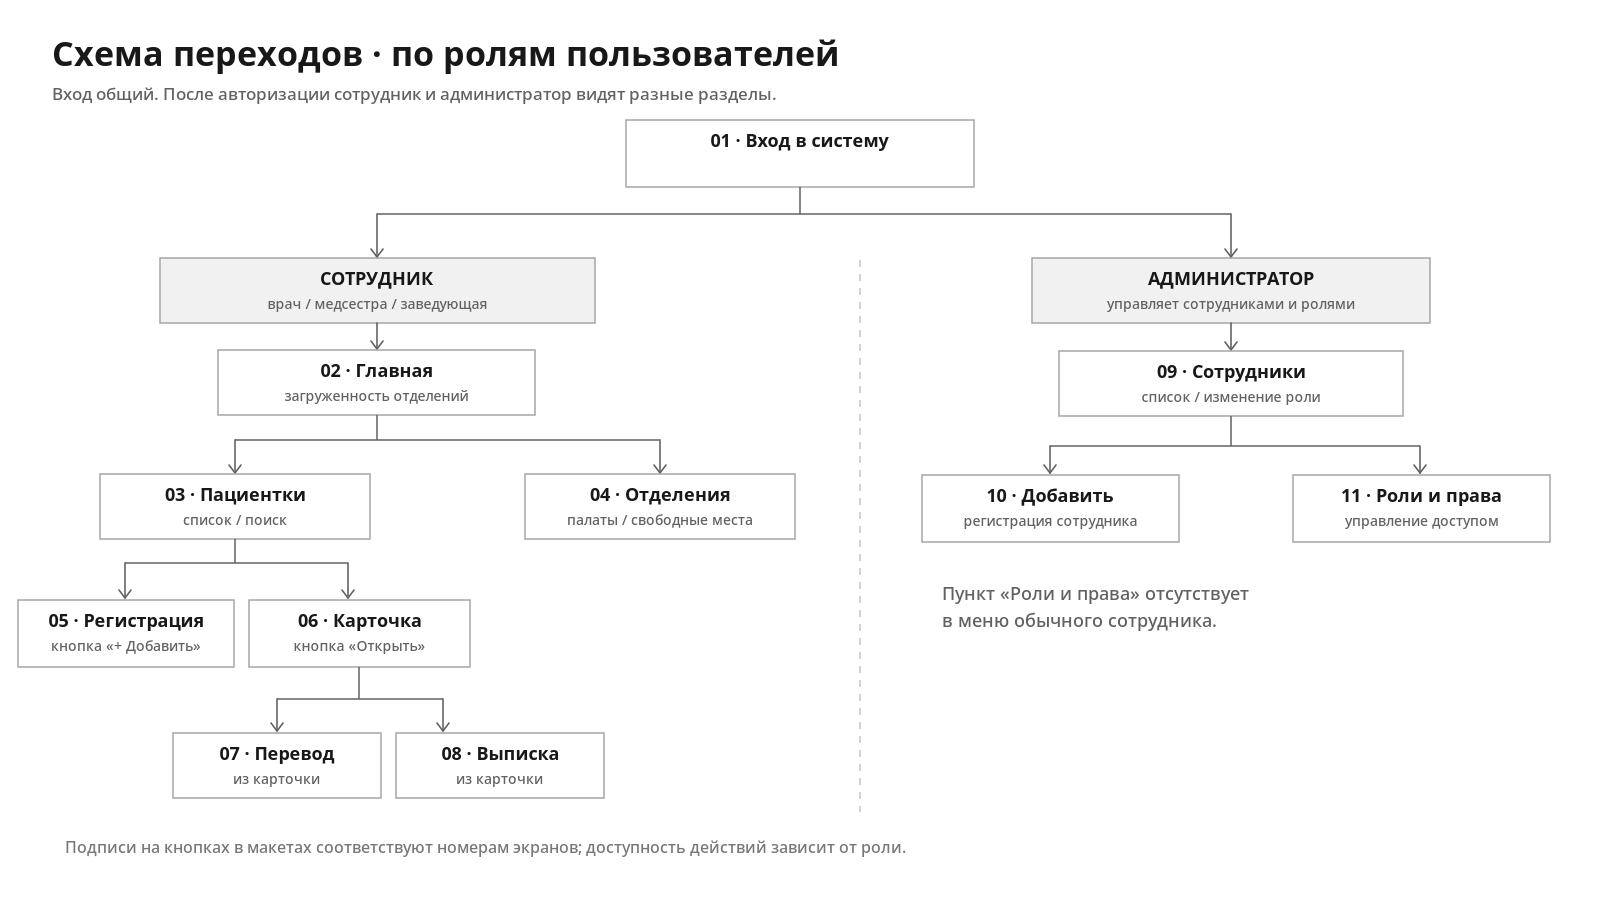 Схема переходов · по ролям пользователей
Вход общий. После авторизации сотрудник и администратор видят разные разделы.
01 · Вход в систему
СОТРУДНИК
врач / медсестра / заведующая
АДМИНИСТРАТОР
управляет сотрудниками и ролями
02 · Главная
загруженность отделений
09 · Сотрудники
список / изменение роли
03 · Пациентки
список / поиск
04 · Отделения
палаты / свободные места
10 · Добавить
регистрация сотрудника
11 · Роли и права
управление доступом
05 · Регистрация
кнопка «+ Добавить»
06 · Карточка
кнопка «Открыть»
Пункт «Роли и права» отсутствует
в меню обычного сотрудника.
07 · Перевод
из карточки
08 · Выписка
из карточки
Подписи на кнопках в макетах соответствуют номерам экранов; доступность действий зависит от роли.